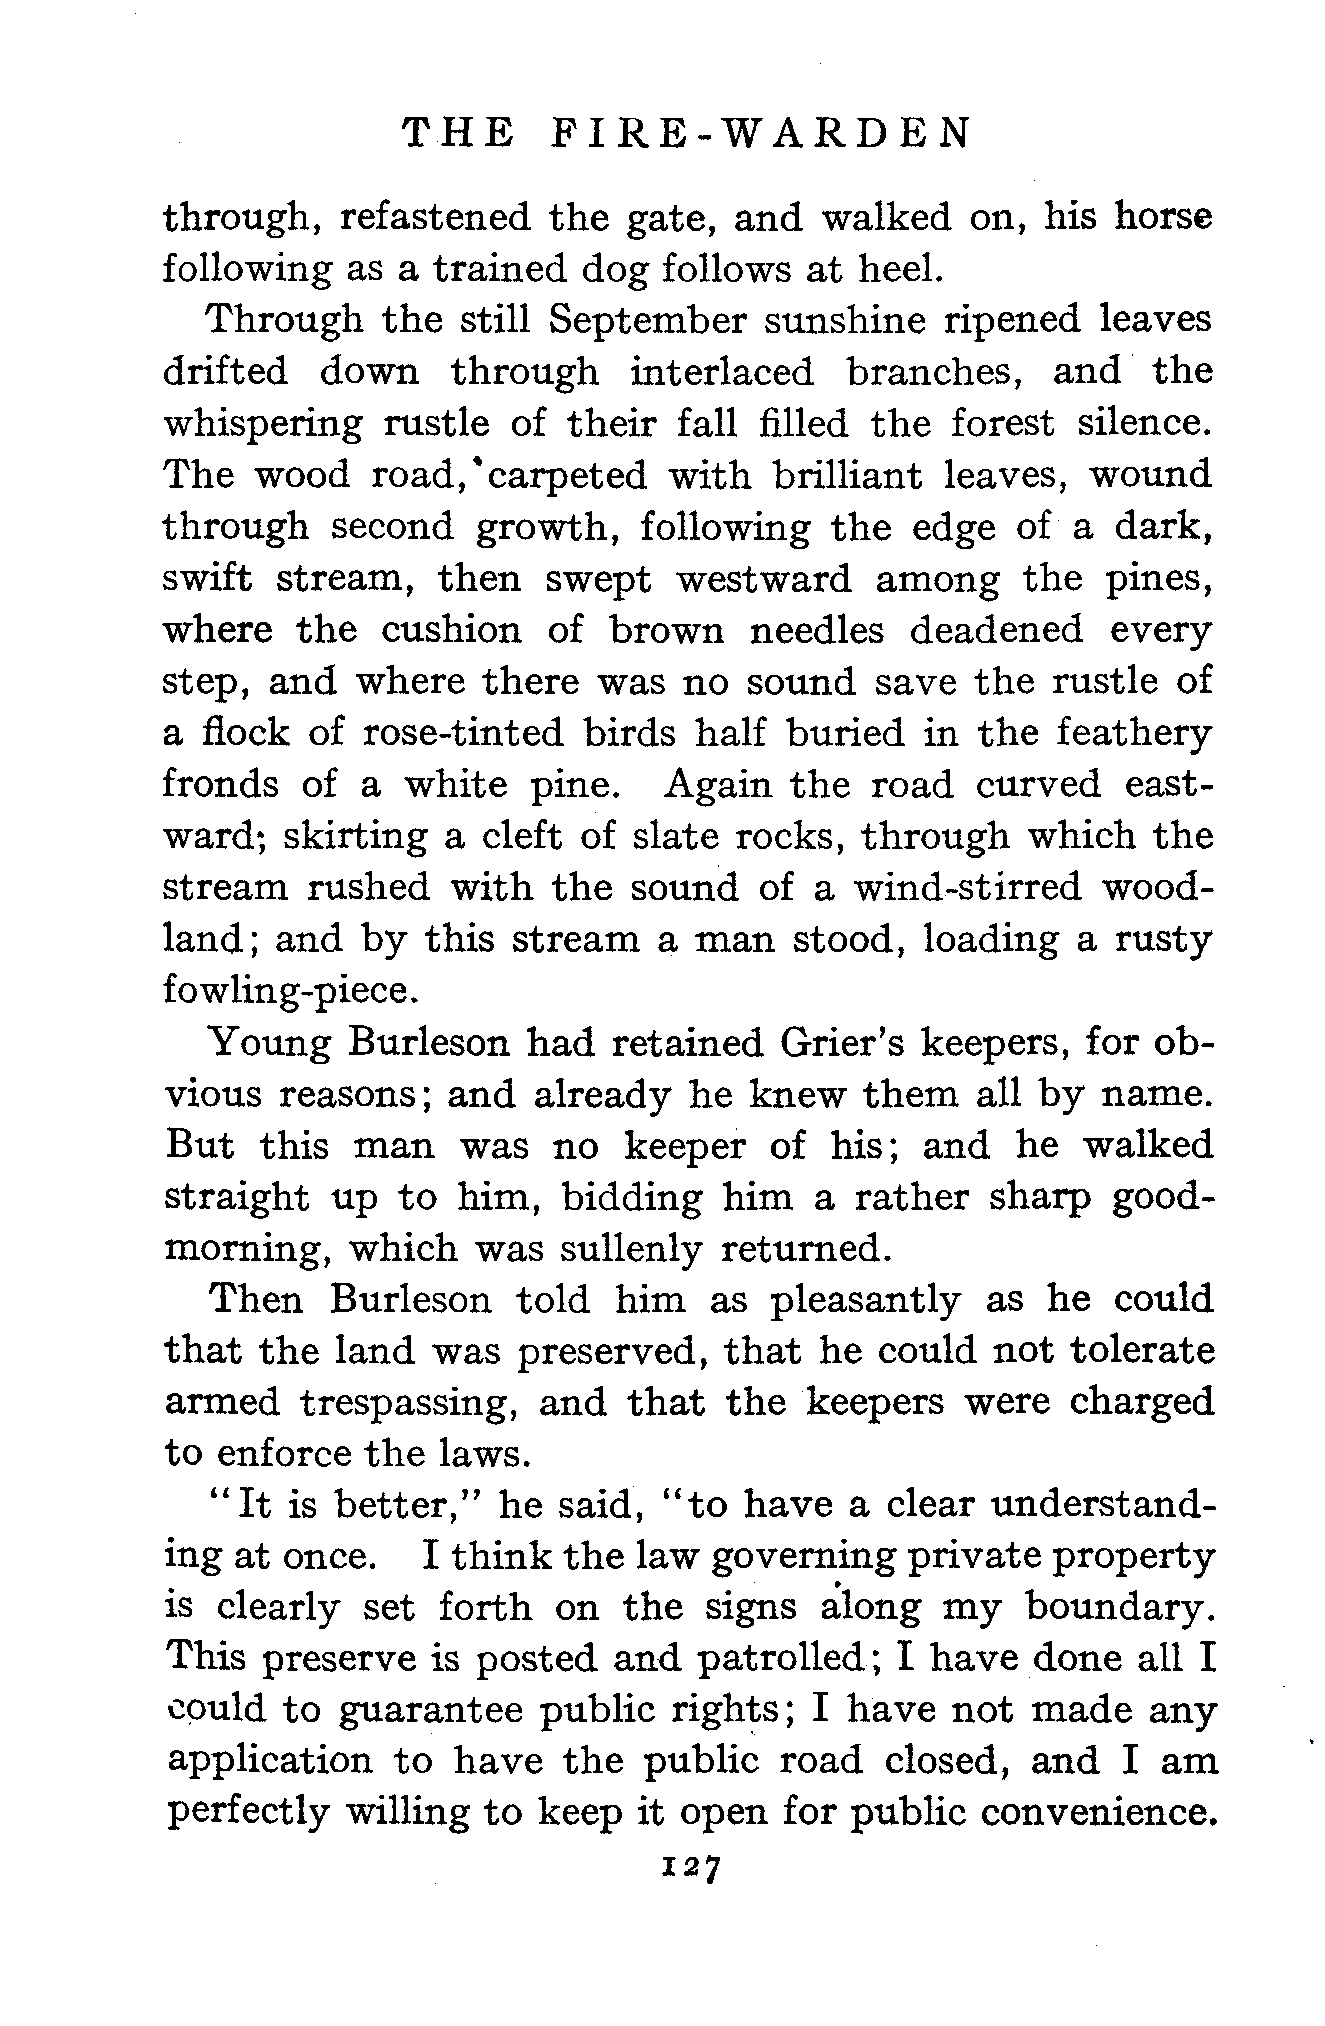 THE FIRE-WARDEN
through, refastened the gate, and walked on, his horse
following as a trained dog follows at heel.
Through the still September sunshine ripened leaves
drifted down through interlaced branches, and the
whispering rustle of their fall filled the forest silence.
The wood road, carpeted with brilliant leaves, wound
through second growth, following the edge of a dark,
swift stream, then swept westward among the pines,
where the cushion of brown needles deadened every
step, and where there was no sound save the rustle of
a flock of rose-tinted birds half buried in the feathery
fronds of a white pine. Again the road curved east-
ward; skirting a cleft of slate rocks, through which the
stream rushed with the sound of a wind-stirred wood-
land; and by this stream a man stood, loading a rusty
fowling-piece.
Young Burleson had retained Grier's keepers, for ob-
vious reasons; and already he knew them all by name.
But this man was no keeper of his; and he walked
straight up to him, bidding him a rather sharp good-
morning, which was sullenly returned.
Then Burleson told him as pleasantly as he could
that the land was preserved, that he could not tolerate
armed trespassing, and that the keepers were charged
to enforce the laws.
"It is better," he said, "to have a clear understand-
ing at once. I think the law governing private property
is clearly set forth on the signs along my boundary.
This preserve is posted and patrolled; I have done all I
could to guarantee public rights; I have not made any
application to have the public road closed, and I am
perfectly willing to keep it open for public convenience.
127